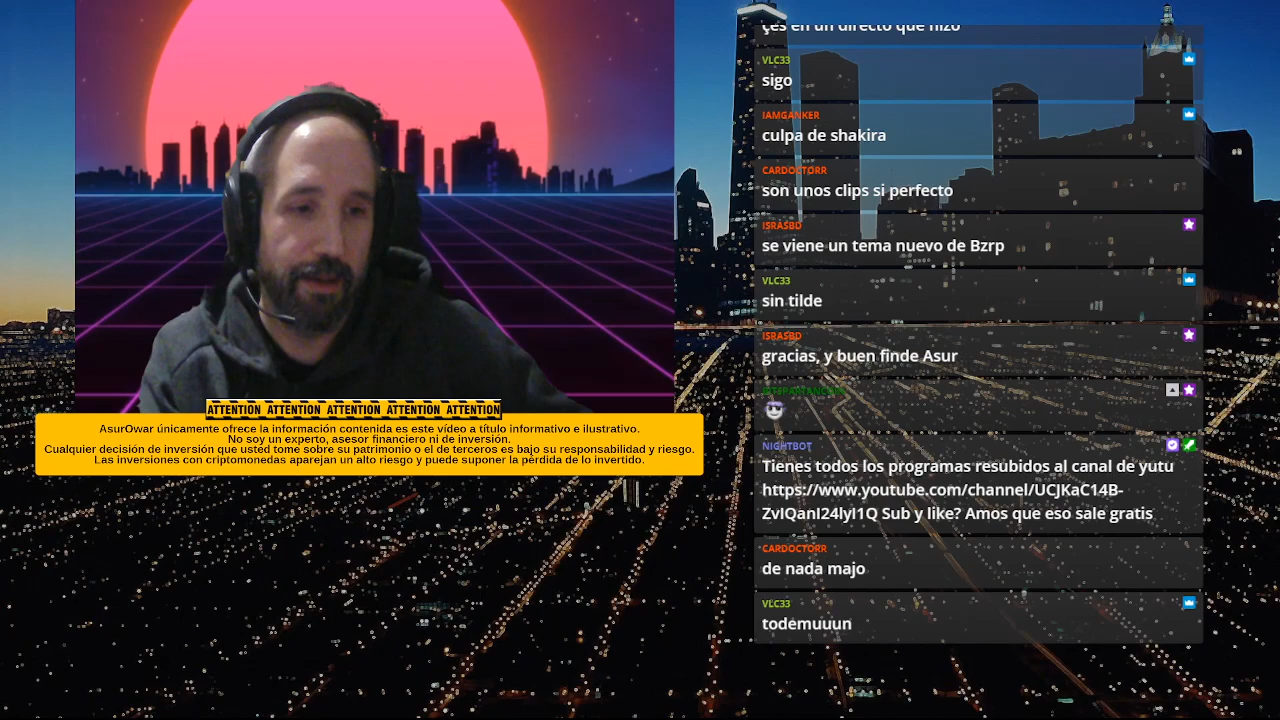 ATTENTION ATTENTION ATTENTION ATTENTION ATTENTION
AsurOwar únicamente ofrece la información contenida es este vídeo a título informativo e ilustrativo.
No soy un experto, asesor financiero ni de inversión.
Cualquier decisión de inversión que usted tome sobre su patrimonio o el de terceros es bajo su responsabilidad y riesgo.
Las inversiones con criptomonedas aparejan un alto riesgo y puede suponer la pérdida de lo invertido.
en un directo que hizo
VLC33
sigo
IAMGANKER
culpa de shakira
CARDOCTORR
son unos clips si perfecto
ISRASBD
se viene un tema nuevo de Bzrp
VLC33
sin tilde
ISRASBD
gracias, y buen finde Asur
NIGHTBOT
Tienes todos los programas resubidos al canal de yutu
https://www.youtube.com/channel/UCJKaC14B-
ZvIQanI24lyI1Q Sub y like? Amos que eso sale gratis
CARDOCTORR
de nada majo
VLC33
todemuuun